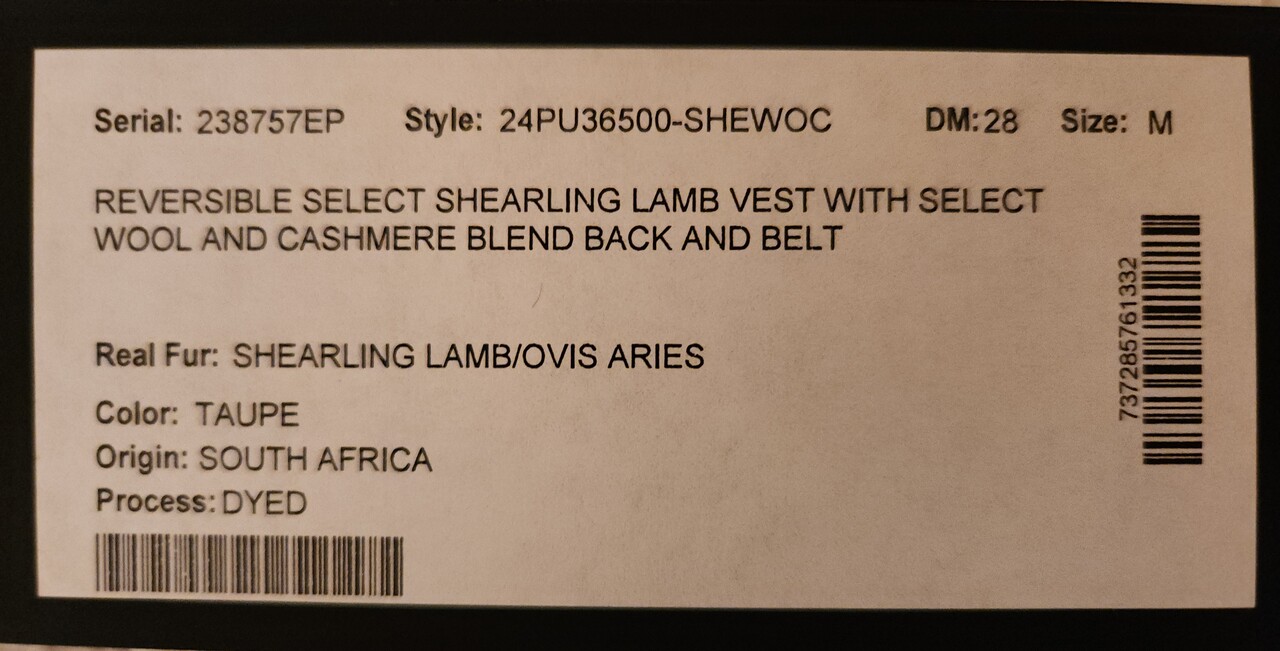 Serial: 238757EP Style: 24PU36500-SHEWOC DM:28 Size: M
REVERSIBLE SELECT SHEARLING LAMB VEST WITH SELECT
WOOL AND CASHMERE BLEND BACK AND BELT
737285761332
Real Fur: SHEARLING LAMB/OVIS ARIES
Color: TAUPE
Origin: SOUTH AFRICA
Process: DYED